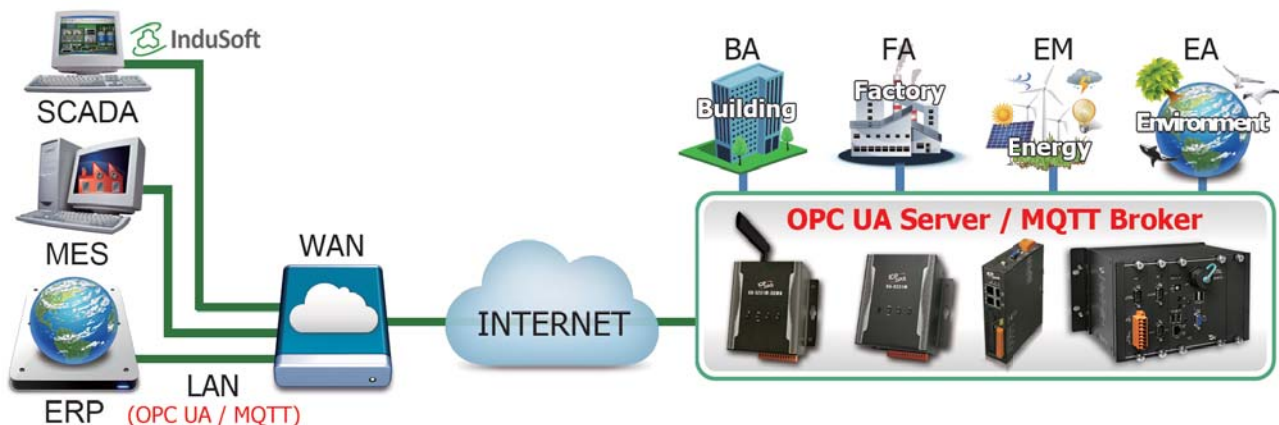 InduSoft
SCADA
MES
ERP
LAN
(OPC UA / MQTT)
WAN
INTERNET
BA
Building
FA
Factory
EM
Energy
EA
Environment
OPC UA Server / MQTT Broker